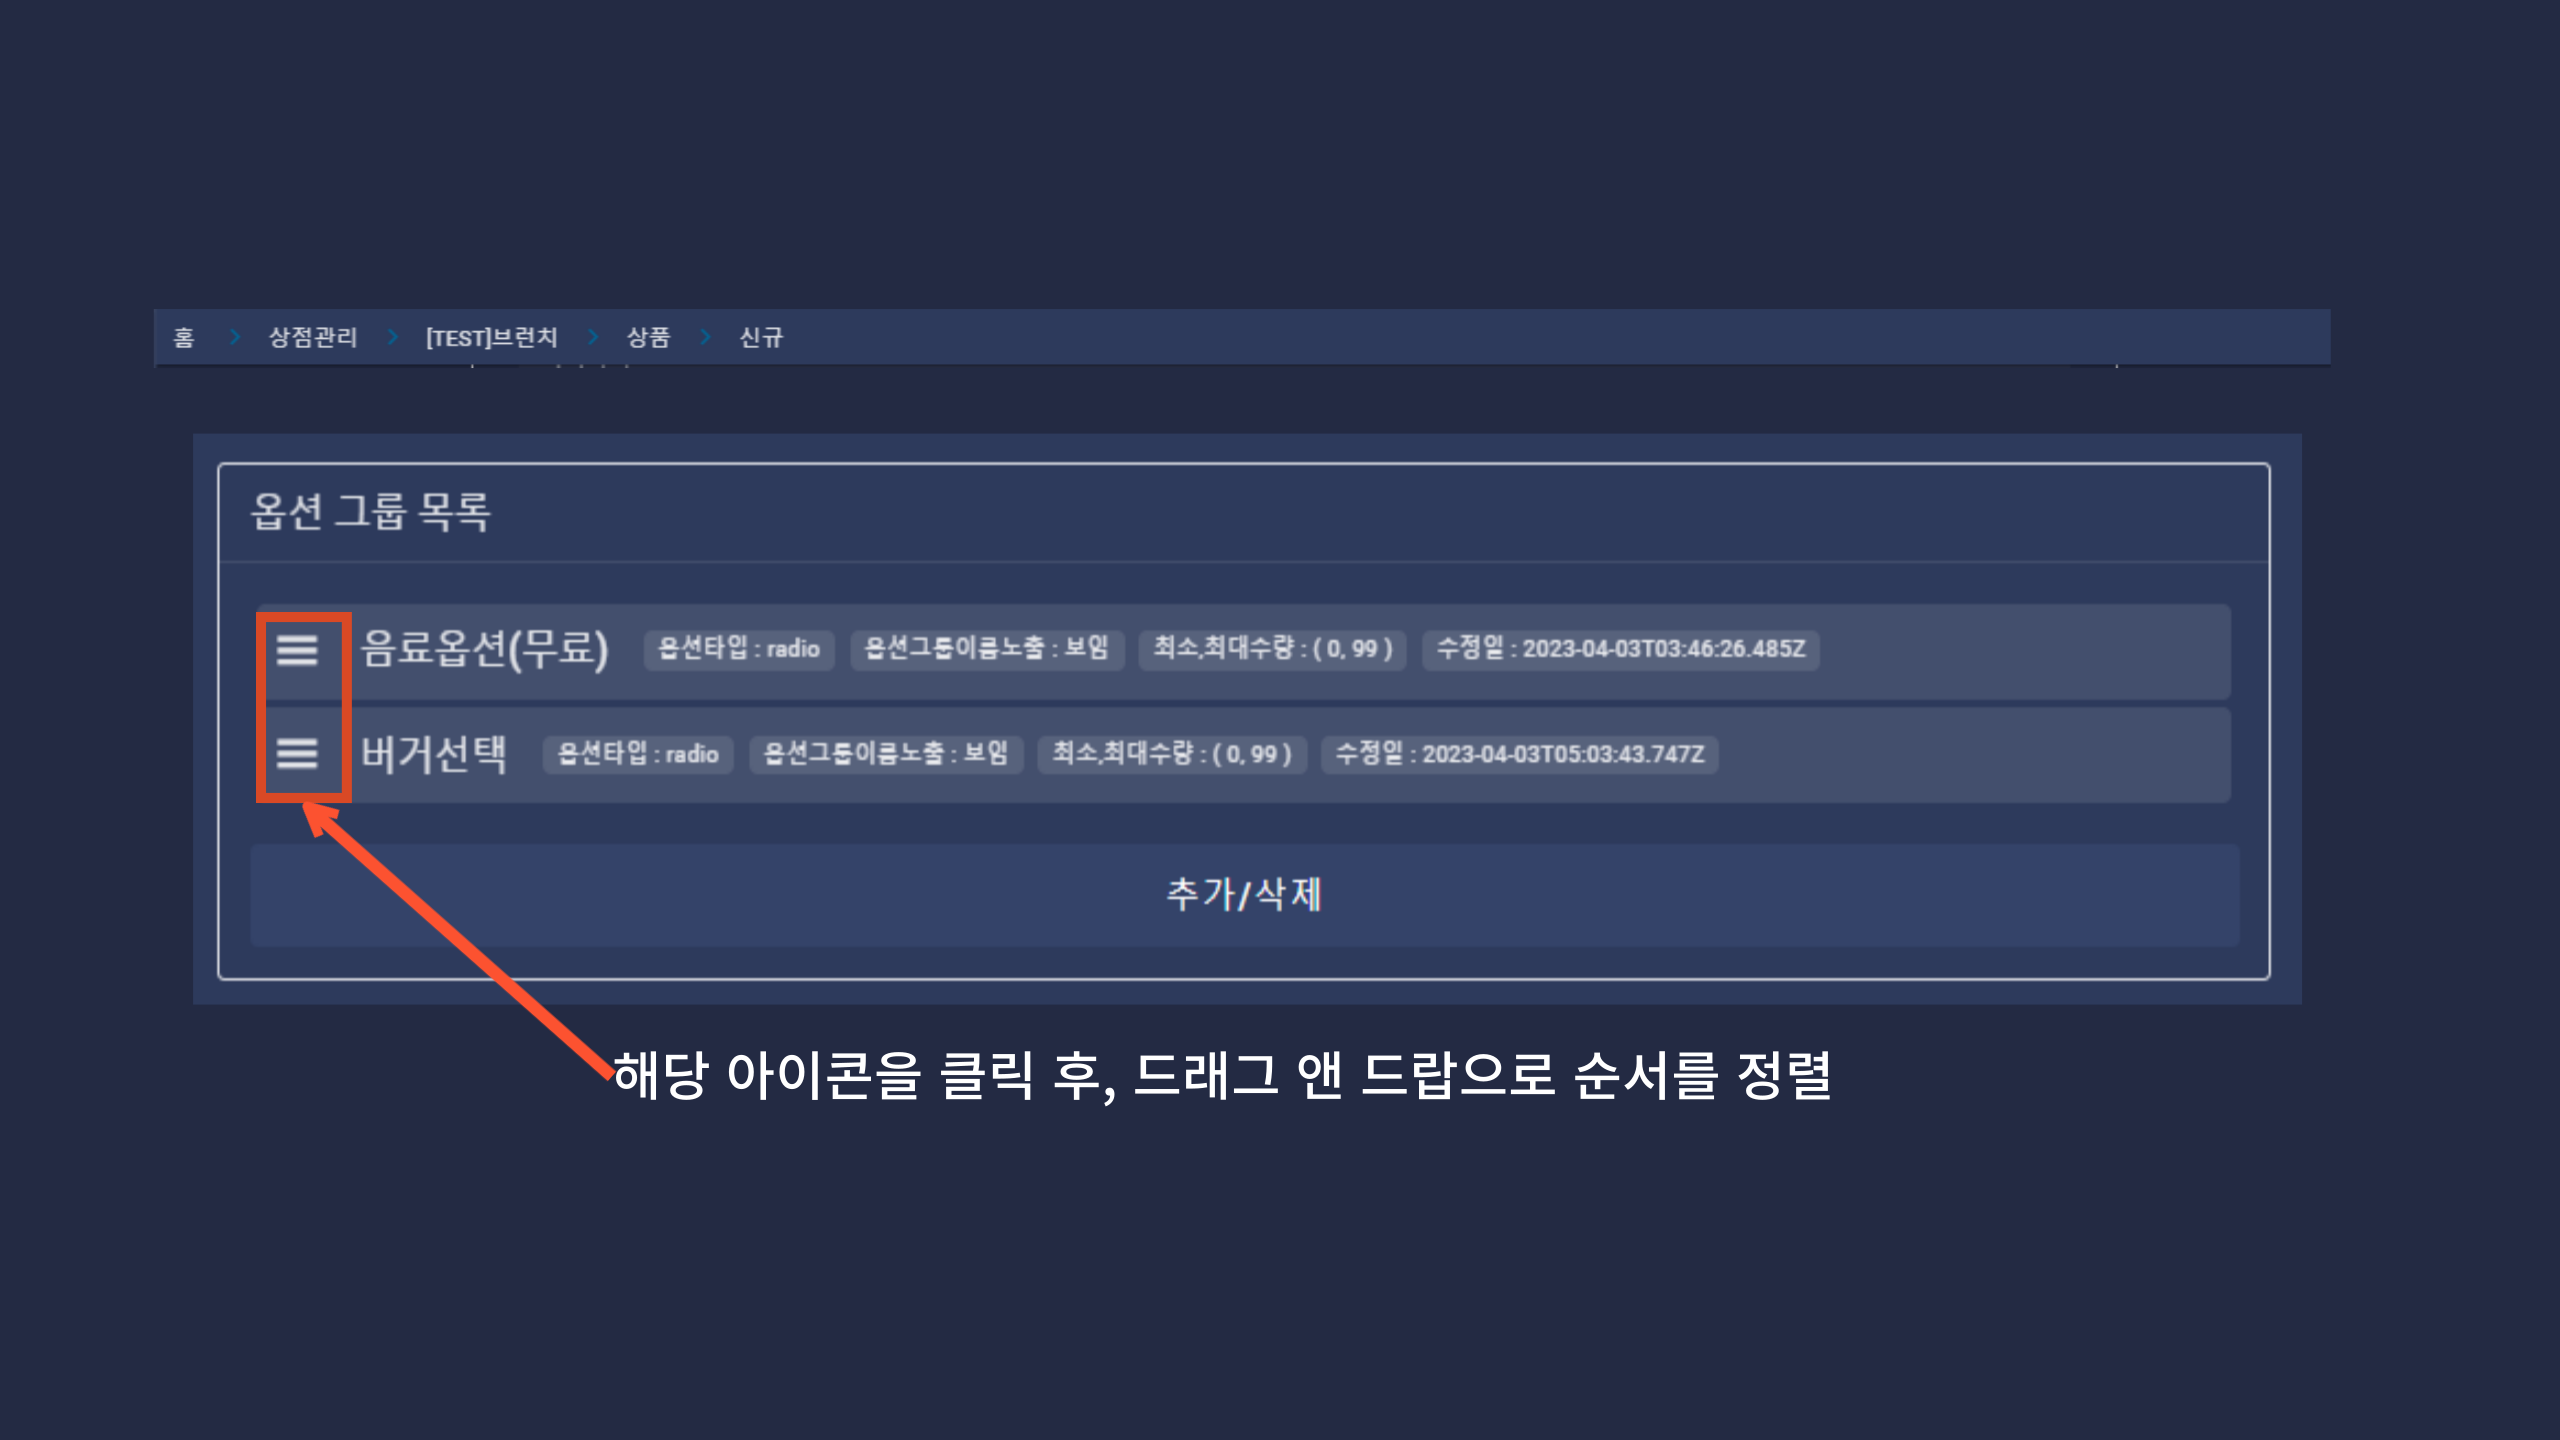 홈 > 상점관리 > [TEST]브런치 > 상품 > 신규
옵션 그룹 목록
음료옵션(무료) 옵션타입 : radio 옵션그룹이름노출 : 보임 최소,최대수량 : ( 0, 99 ) 수정일 : 2023-04-03T03:46:26.485Z
버거선택 옵션타입 : radio 옵션그룹이름노출 : 보임 최소,최대수량 : ( 0, 99 ) 수정일 : 2023-04-03T05:03:43.747Z
추가/삭제
해당 아이콘을 클릭 후, 드래그 앤 드랍으로 순서를 정렬